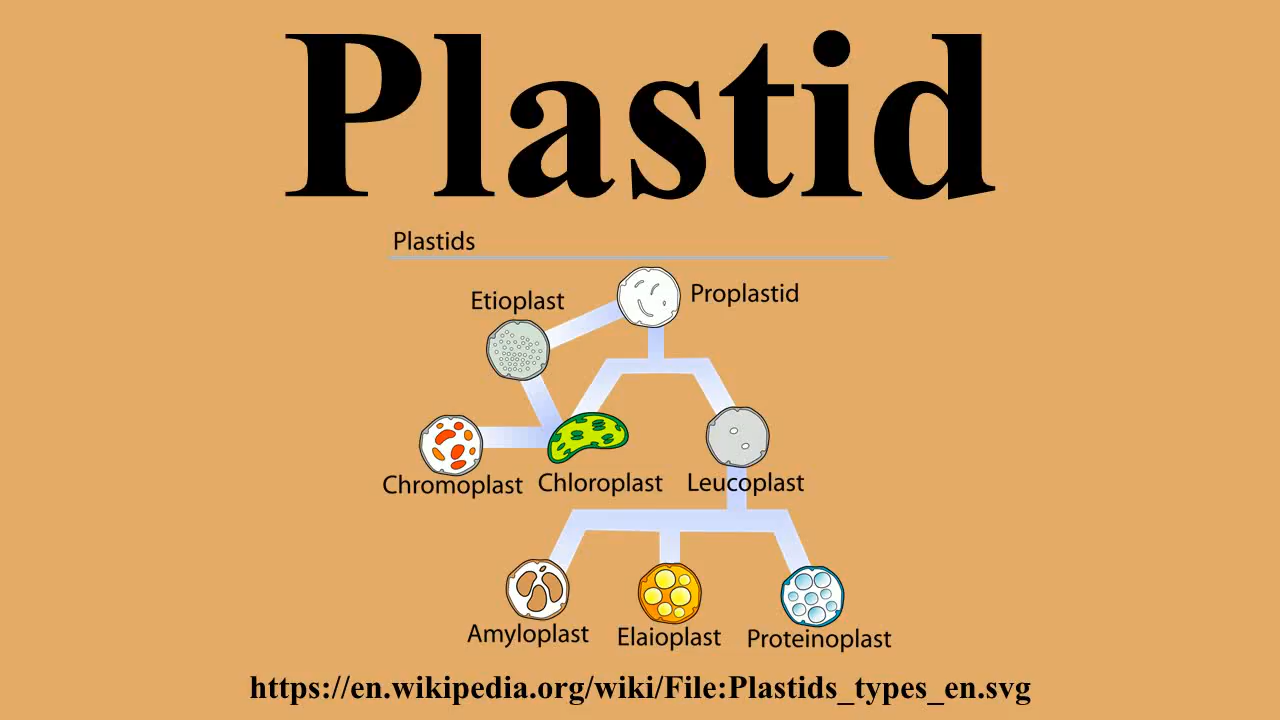 Plastid
Plastids
Etioplast
Proplastid
Chromoplast
Chloroplast
Leucoplast
Amyloplast
Elaioplast
Proteinoplast
https://en.wikipedia.org/wiki/File:Plastids_types_en.svg